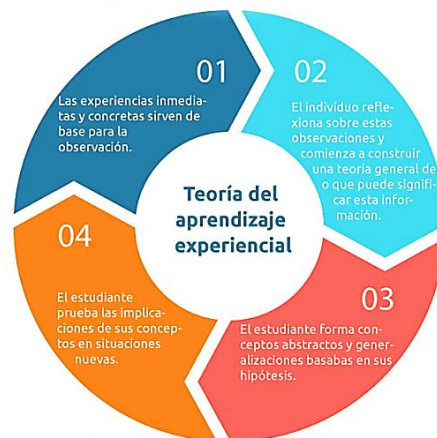 01
Las experiencias inmedia-
tas y concretas sirven de
base para la
observación.
02
El individuo refle-
xiona sobre estas
observaciones y
comienza a construir
una teoría general de
o que puede signifi-
car esta infor-
mación.
Teoría del
aprendizaje
experiencial
03
El estudiante forma con-
ceptos abstractos y gener-
alizaciones basabas en sus
hipótesis.
04
El estudiante
prueba las implica-
ciones de sus concep-
tos en situaciones
nuevas.